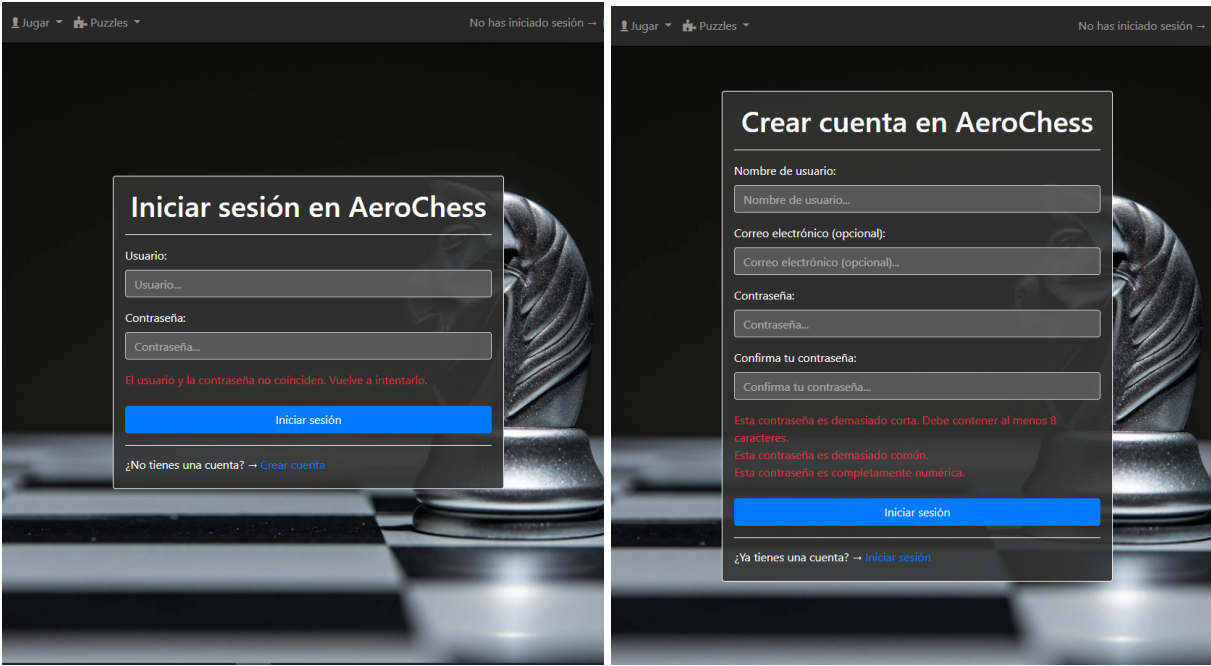 Jugar
Puzzles
No has iniciado sesión →
Iniciar sesión en AeroChess
Usuario:
Usuario...
Contraseña:
Contraseña...
El usuario y la contraseña no coinciden. Vuelve a intentarlo.
Iniciar sesión
¿No tienes una cuenta? → Crear cuenta
Jugar
Puzzles
No has iniciado sesión →
Crear cuenta en AeroChess
Nombre de usuario:
Nombre de usuario...
Correo electrónico (opcional):
Correo electrónico (opcional)...
Contraseña:
Contraseña...
Confirma tu contraseña:
Confirma tu contraseña...
Esta contraseña es demasiado corta. Debe contener al menos 8
caracteres.
Esta contraseña es demasiado común.
Esta contraseña es completamente numérica.
Iniciar sesión
¿Ya tienes una cuenta? → Iniciar sesión